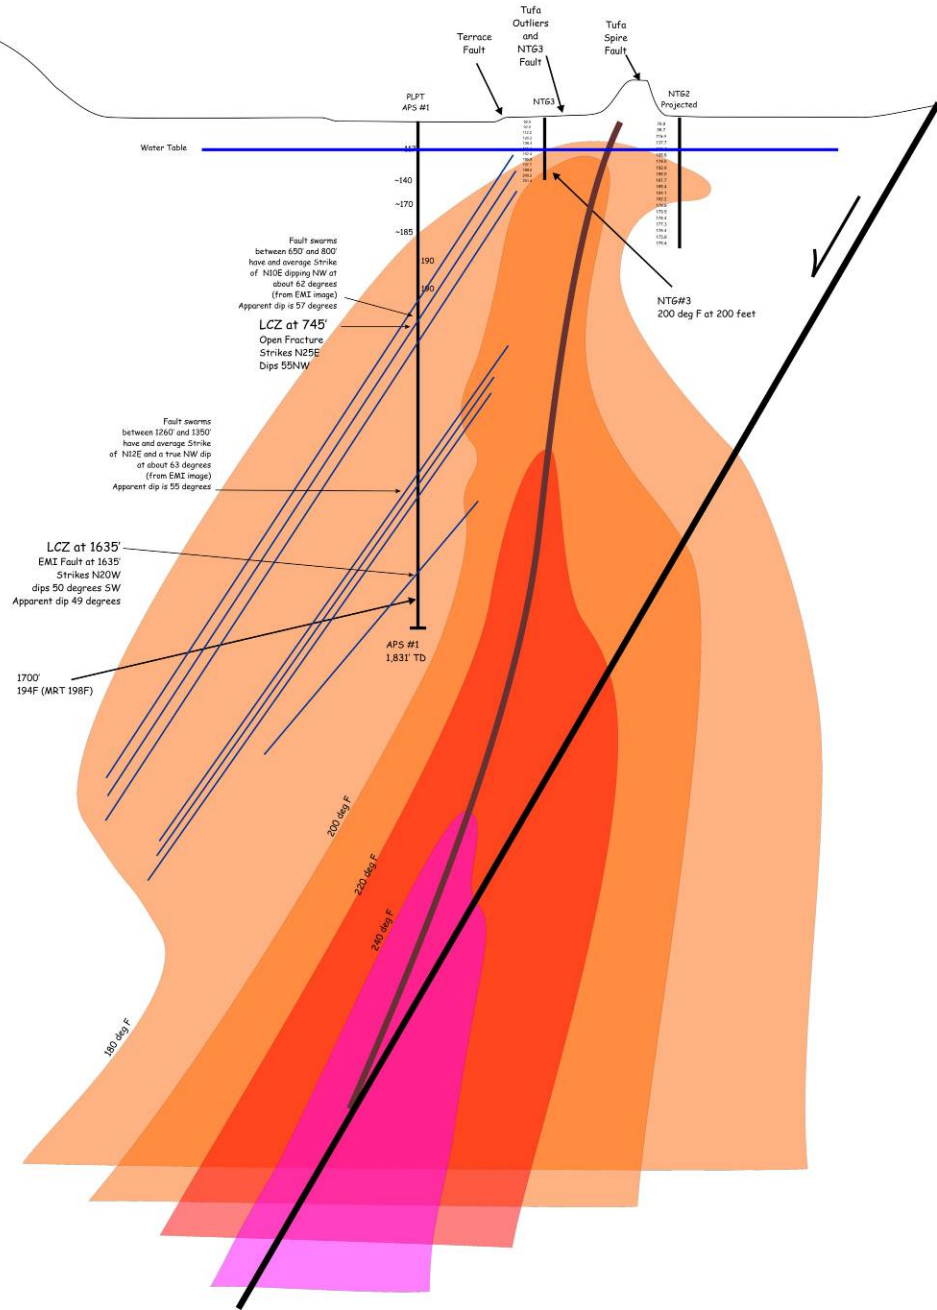 Tufa
Outliers
and
NTG3
Fault
Terrace
Fault
Tufa
Spire
Fault
PLPT
APS #1
NTG3
NTG2
Projected
Water Table
~140
~170
~185
190
190
Fault swarms
between 650' and 800'
have and average Strike
of N10E dipping NW at
about 62 degrees
(from EMI image)
Apparent dip is 57 degrees
LCZ at 745'
Open Fracture
Strikes N25E
Dips 55NW
NTG#3
200 deg F at 200 feet
Fault swarms
between 1260' and 1350'
have and average Strike
of N12E and a true NW dip
at about 63 degrees
(from EMI image)
Apparent dip is 55 degrees
LCZ at 1635'
EMI Fault at 1635'
Strikes N20W
dips 50 degrees SW
Apparent dip 49 degrees
APS #1
1,831' TD
1700'
194F (MRT 198F)
200 deg F
220 deg F
240 deg F
180 deg F